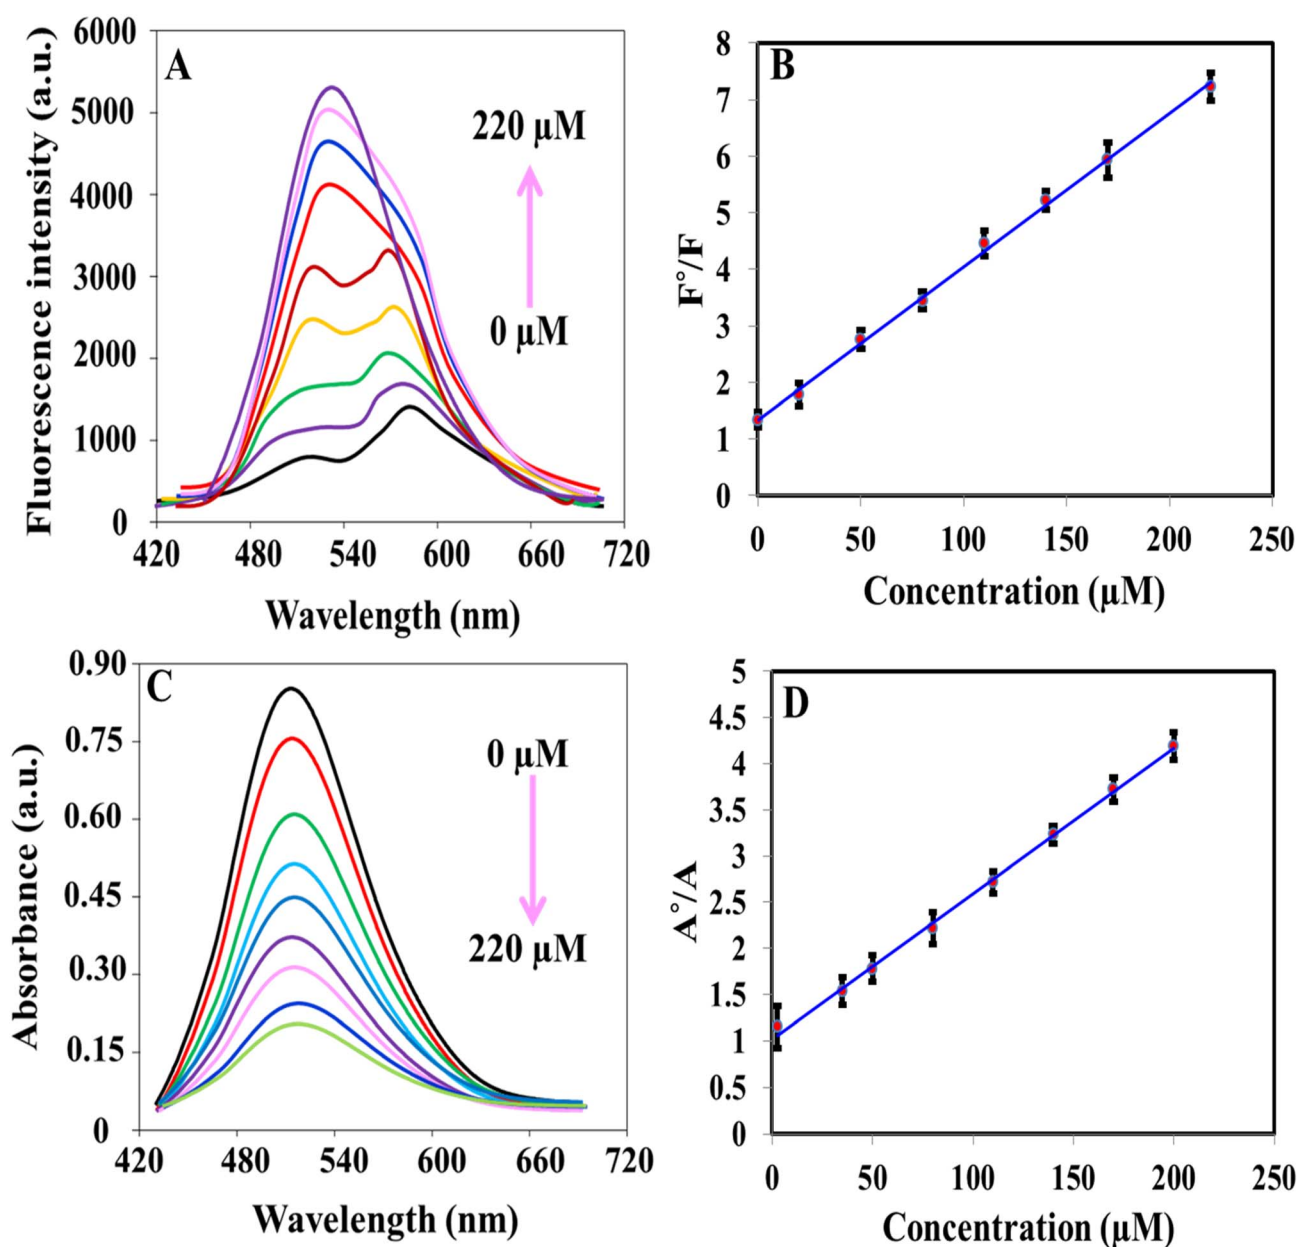 A
Fluorescence intensity (a.u.)
6000
5000
4000
3000
2000
1000
0
220 µM
0 µM
420 480 540 600 660 720
Wavelength (nm)
B
F°/F
8
7
6
5
4
3
2
1
0
0 50 100 150 200 250
Concentration (µM)
C
Absorbance (a.u.)
0.90
0.75
0.60
0.45
0.30
0.15
0
0 µM
220 µM
420 480 540 600 660 720
Wavelength (nm)
D
A°/A
5
4.5
4
3.5
3
2.5
2
1.5
1
0.5
0
0 50 100 150 200 250
Concentration (µM)